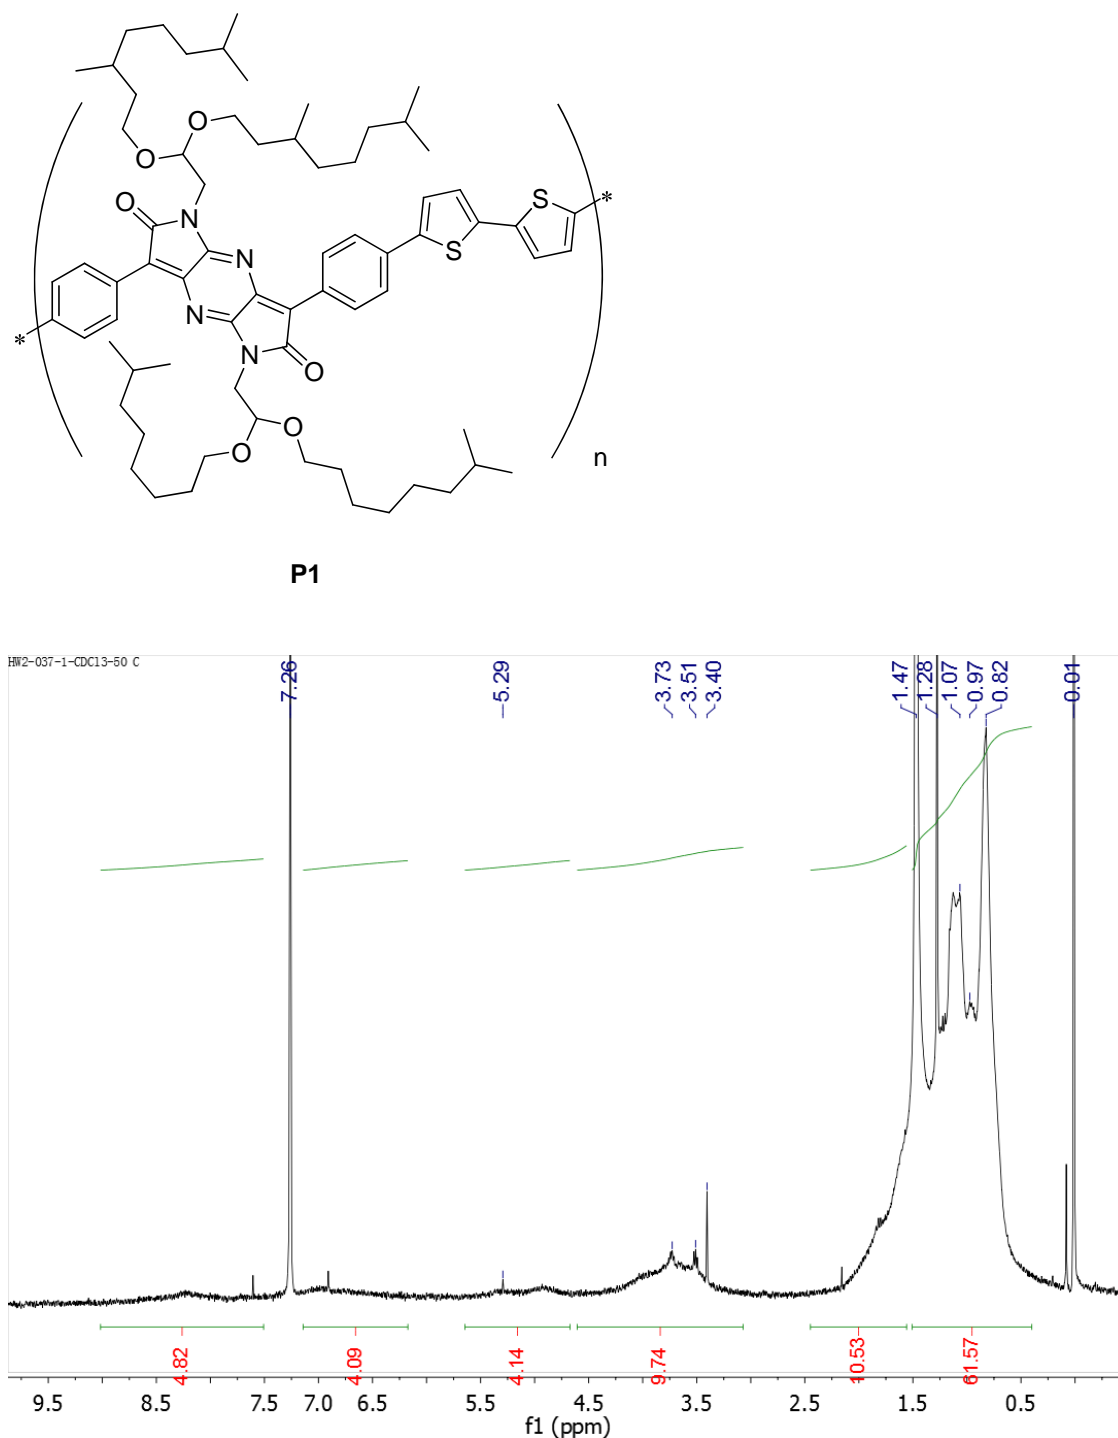 O
O
O
N
N
N
N
O
O
O
S
S
*
*
n
P1
HW2-037-1-CDCl3-50 C
7.26
5.29
3.73
3.51
3.40
1.47
1.28
1.07
0.97
0.82
0.01
4.82
4.09
4.14
9.74
10.53
61.57
9.5 8.5 7.5 7.0 6.5 5.5 4.5 3.5 2.5 1.5 0.5
f1 (ppm)